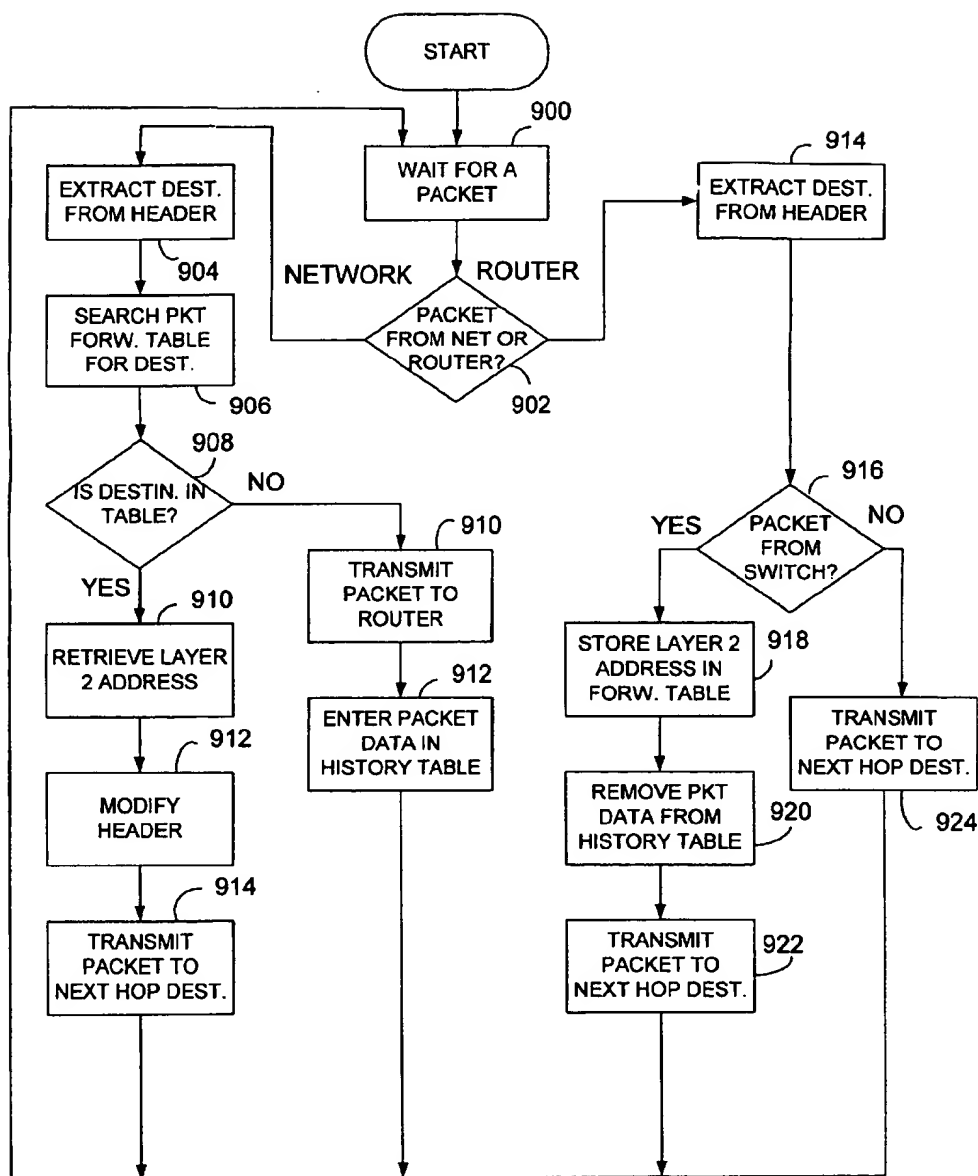 START
900
WAIT FOR A
PACKET
914
EXTRACT DEST.
FROM HEADER
EXTRACT DEST.
FROM HEADER
904
NETWORK
ROUTER
PACKET
FROM NET OR
ROUTER?
902
SEARCH PKT
FORW. TABLE
FOR DEST.
906
908
IS DESTIN. IN
TABLE?
NO
YES
910
TRANSMIT
PACKET TO
ROUTER
916
PACKET
FROM
SWITCH?
YES
NO
910
RETRIEVE LAYER
2 ADDRESS
912
ENTER PACKET
DATA IN
HISTORY TABLE
STORE LAYER 2
ADDRESS IN
FORW. TABLE
918
TRANSMIT
PACKET TO
NEXT HOP DEST.
924
912
MODIFY
HEADER
REMOVE PKT
DATA FROM
HISTORY TABLE
920
914
TRANSMIT
PACKET TO
NEXT HOP DEST.
TRANSMIT
PACKET TO
NEXT HOP DEST.
922